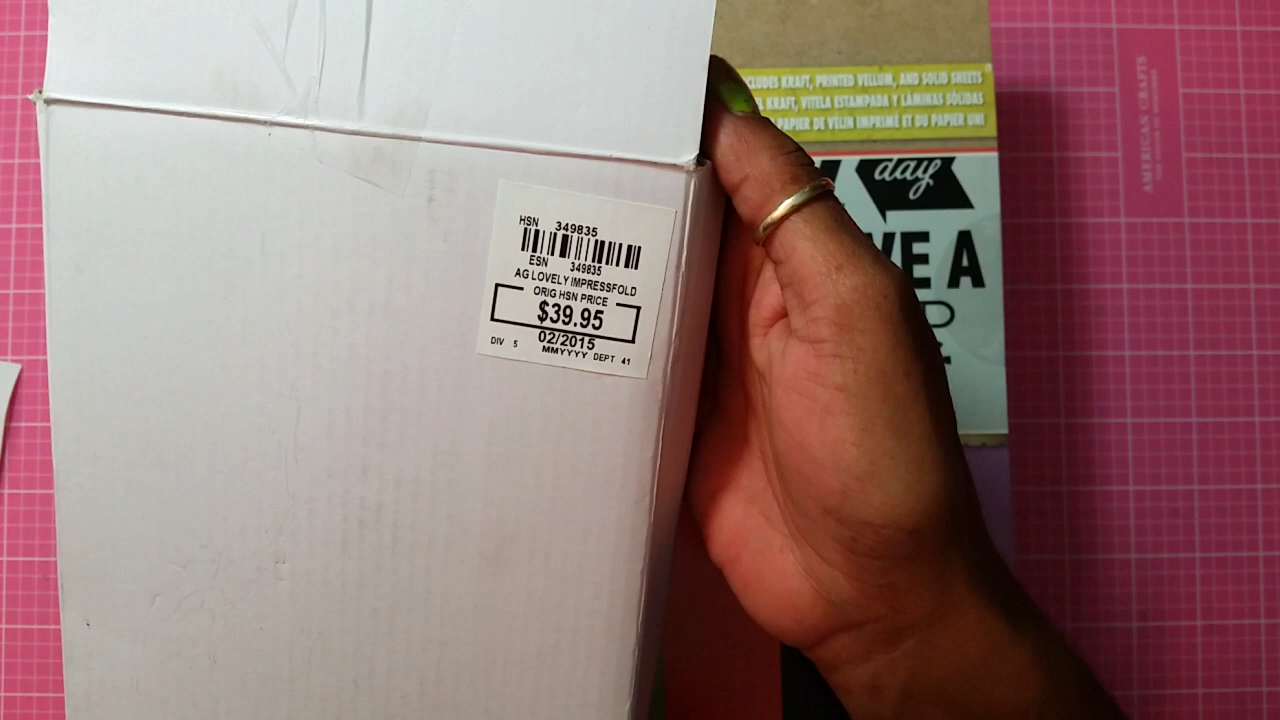 HSN 349835
ESN 349835
AG LOVELY IMPRESSFOLD
ORIG HSN PRICE
$39.95
02/2015
DIV 5 MMYYYY DEPT 41
KRAFT, PRINTED VELLUM, AND SOLID SHEETS
KRAFT, VITELA ESTAMPADA Y LÁMINAS SÓLIDAS
PAPIER DE VÉLIN IMPRIMÉ ET DU PAPIER UNI
day
A
AMERICAN CRAFTS